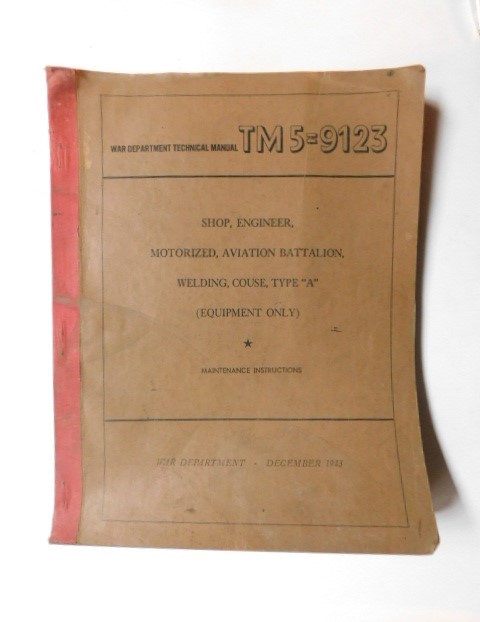 WAR DEPARTMENT TECHNICAL MANUAL TM 5=9123
SHOP, ENGINEER,
MOTORIZED, AVIATION BATTALION,
WELDING, COUSE, TYPE "A"
(EQUIPMENT ONLY)
★
MAINTENANCE INSTRUCTIONS
WAR DEPARTMENT • DECEMBER 1943